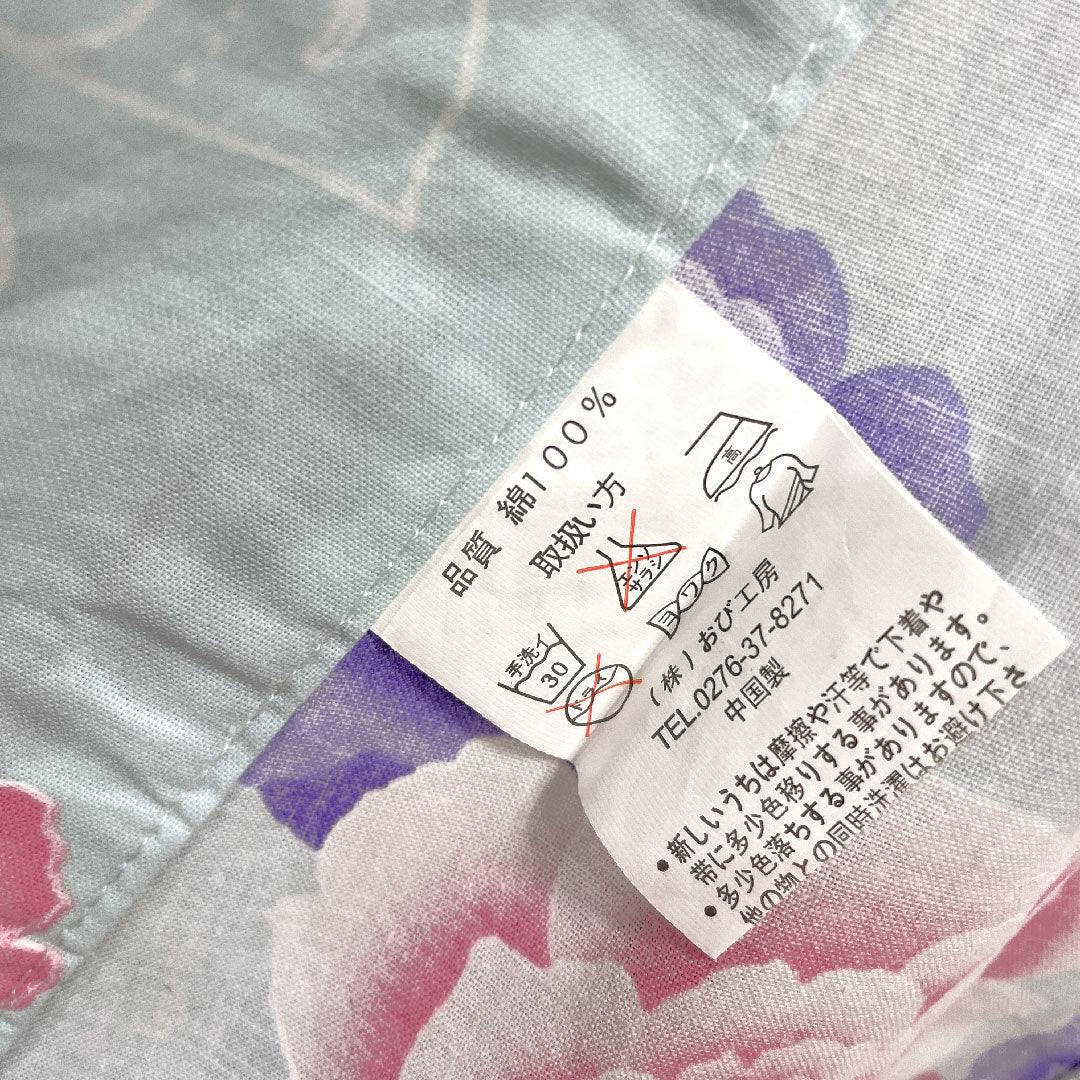 品質 綿100%
取扱い方
手洗イ
30
エンソ
サラシ
高
ドライ
ヨワク
(株)おび工房
TEL.0276-37-8271
中国製
・新しいうちは摩擦や汗等で下着や
帯に多少色移りする事があります。
・多少色落ちする事がありますので、
他の物との同時洗濯はお避け下さ